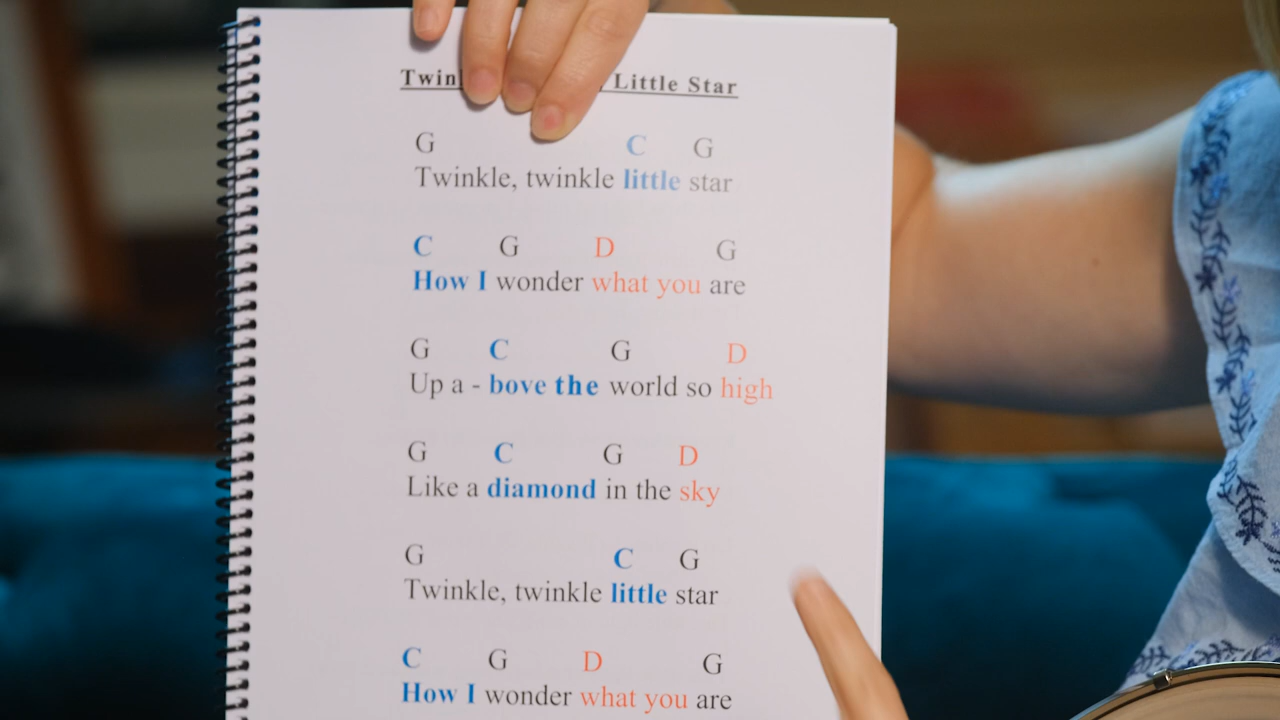 Little Star
G C G
Twinkle, twinkle little star
C G D G
How I wonder what you are
G C G D
Up a - bove the world so high
G C G D
Like a diamond in the sky
G C G
Twinkle, twinkle little star
C G D G
How I wonder what you are